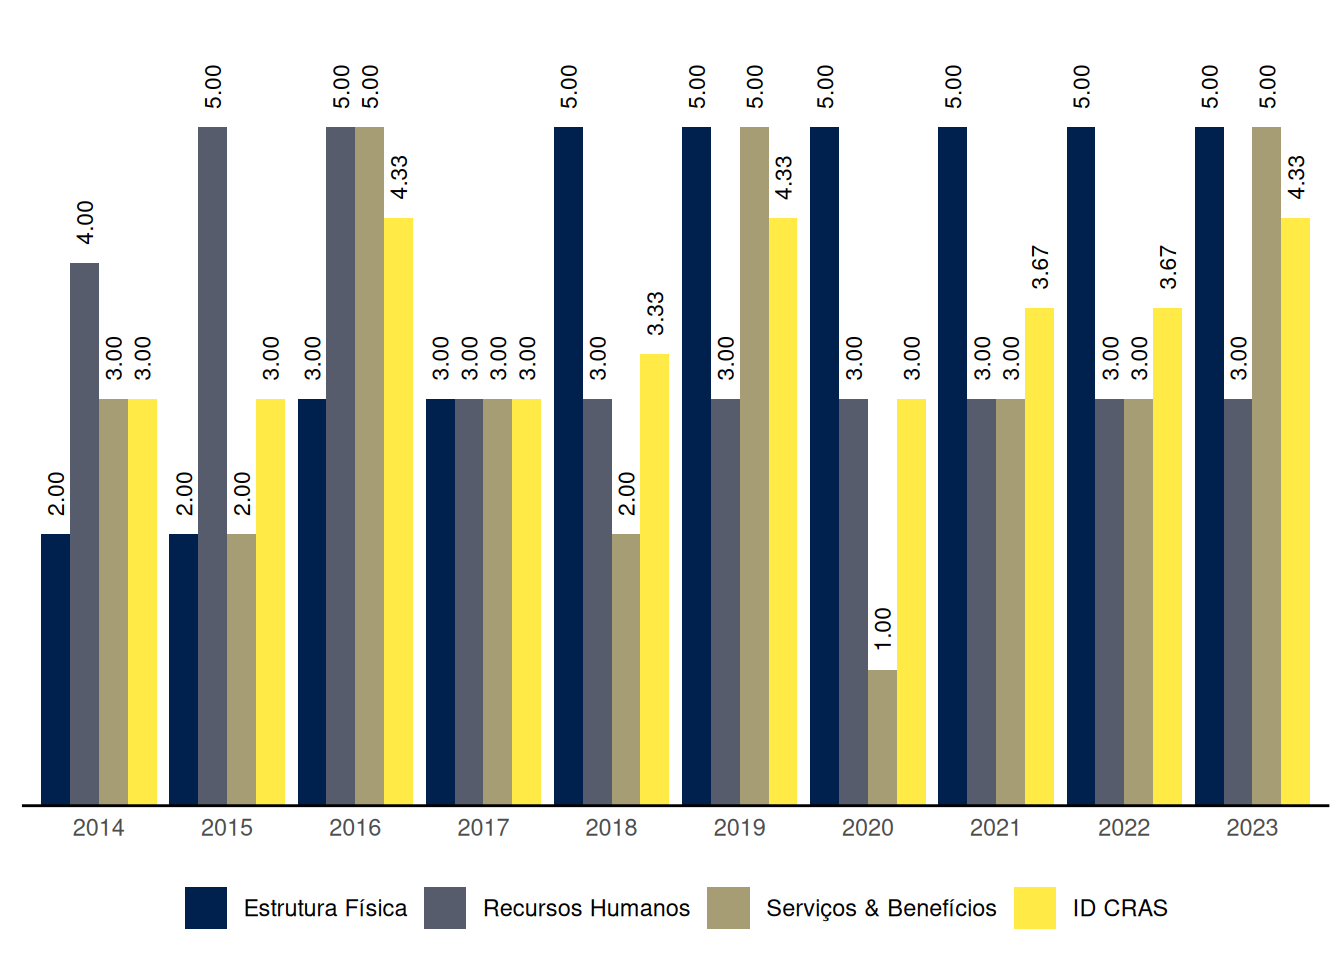 5.00 5.00 5.00 5.00 5.00 5.00 5.00 5.00 5.00 5.00 5.00
4.33 4.33 4.33
4.00
3.67 3.67
3.33
3.00 3.00 3.00 3.00 3.00 3.00 3.00 3.00 3.00 3.00 3.00 3.00 3.00 3.00 3.00 3.00 3.00 3.00
2.00 2.00 2.00 2.00
1.00
2014 2015 2016 2017 2018 2019 2020 2021 2022 2023
Estrutura Física Recursos Humanos Serviços & Benefícios ID CRAS